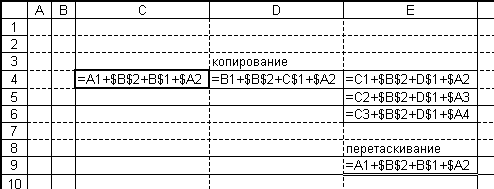 A B C D E
1
2
3 копирование
4 =A1+$B$2+B$1+$A2 =B1+$B$2+C$1+$A2 =C1+$B$2+D$1+$A2
5 =C2+$B$2+D$1+$A3
6 =C3+$B$2+D$1+$A4
7
8 перетаскивание
9 =A1+$B$2+B$1+$A2
10